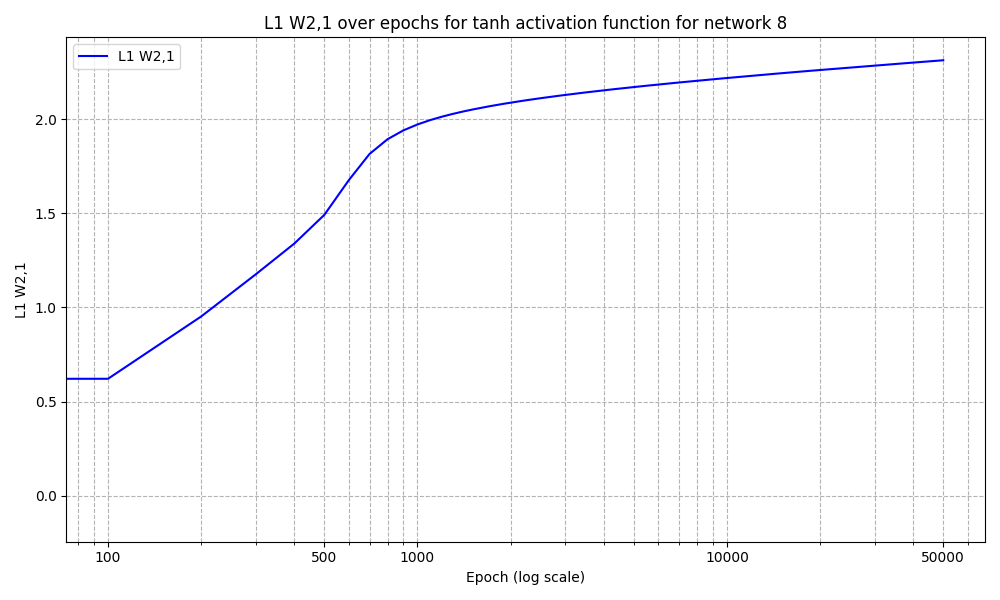 L1 W2,1 over epochs for tanh activation function for network 8
L1 W2,1
2.0
1.5
1.0
0.5
0.0
L1 W2,1
100
500
1000
10000
50000
Epoch (log scale)